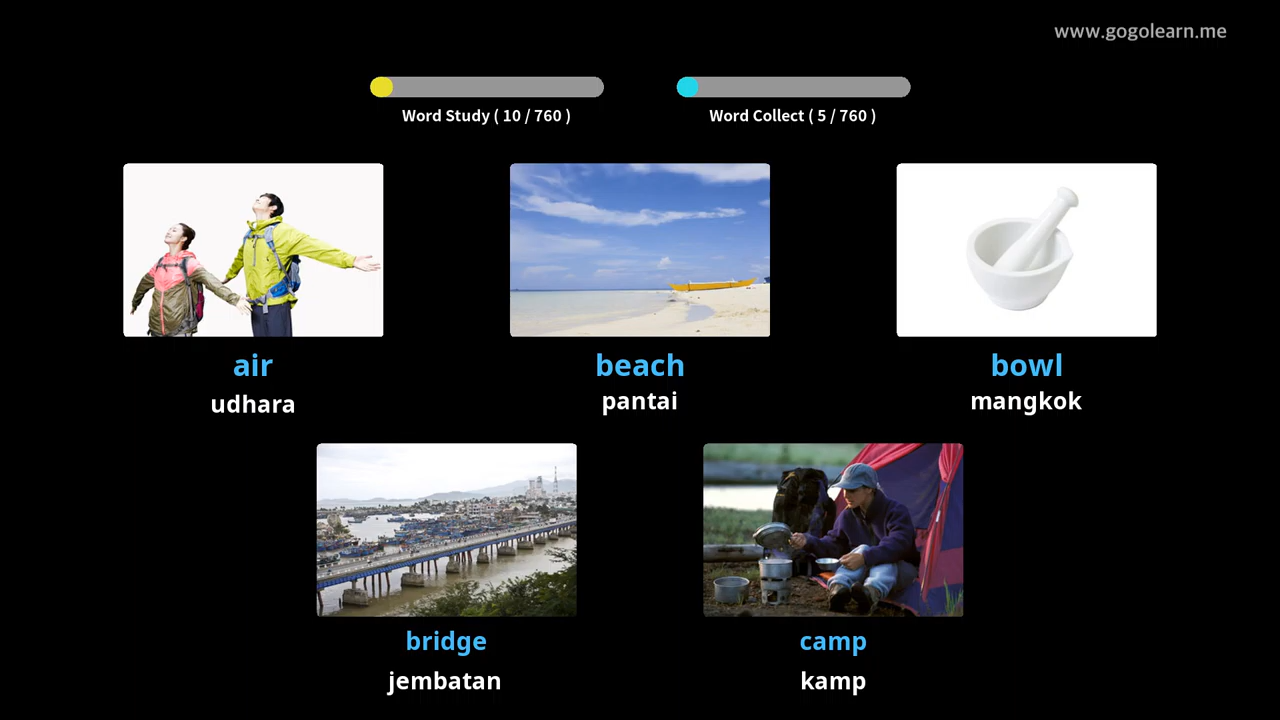 www.gogolearn.me
Word Study ( 10 / 760 )
Word Collect ( 5 / 760 )
air
udhara
beach
pantai
bowl
mangkok
bridge
jembatan
camp
kamp